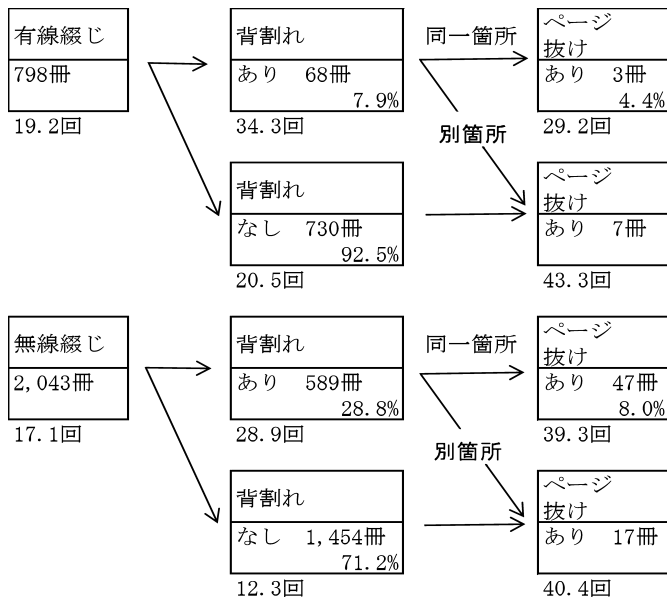 有線綴じ
798冊
19.2回
背割れ
あり 68冊
7.9%
34.3回
同一箇所
別箇所
ページ
抜け
あり 3冊
4.4%
29.2回
背割れ
なし 730冊
92.5%
20.5回
ページ
抜け
あり 7冊
43.3回
無線綴じ
2,043冊
17.1回
背割れ
あり 589冊
28.8%
28.9回
同一箇所
別箇所
ページ
抜け
あり 47冊
8.0%
39.3回
背割れ
なし 1,454冊
71.2%
12.3回
ページ
抜け
あり 17冊
40.4回